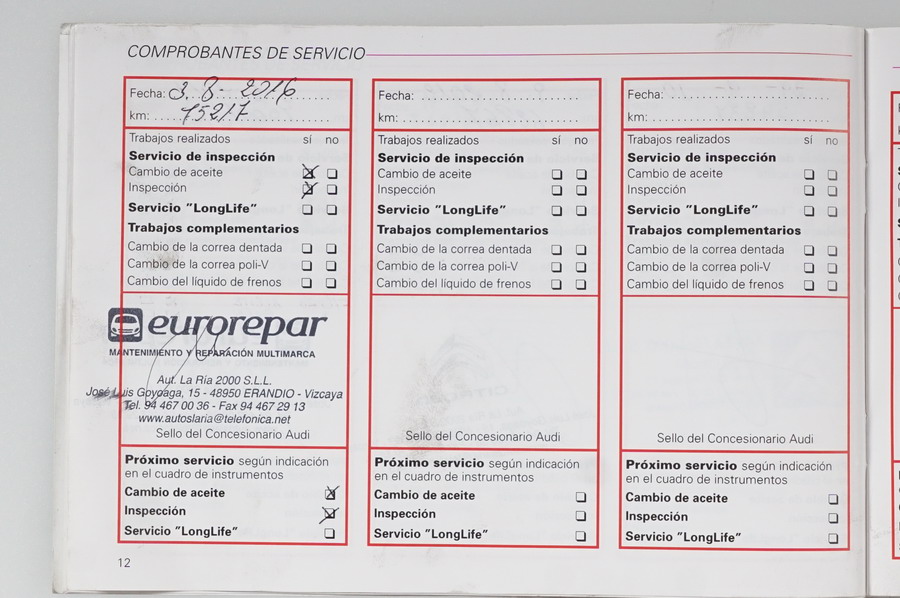 COMPROBANTES DE SERVICIO
Fecha: 3. 8. 2016
km: 75217
Trabajos realizados sí no
Servicio de inspección
Cambio de aceite
Inspección
Servicio "LongLife"
Trabajos complementarios
Cambio de la correa dentada
Cambio de la correa poli-V
Cambio del líquido de frenos
eurorepar
MANTENIMIENTO Y REPARACIÓN MULTIMARCA
Aut. La Ría 2000 S.L.L.
José Luis Goyoaga, 15 - 48950 ERANDIO - Vizcaya
Tel. 94 467 00 36 - Fax 94 467 29 13
www.autoslaria@telefonica.net
Sello del Concesionario Audi
Próximo servicio según indicación
en el cuadro de instrumentos
Cambio de aceite
Inspección
Servicio "LongLife"
Fecha:
km:
Trabajos realizados sí no
Servicio de inspección
Cambio de aceite
Inspección
Servicio "LongLife"
Trabajos complementarios
Cambio de la correa dentada
Cambio de la correa poli-V
Cambio del líquido de frenos
Sello del Concesionario Audi
Próximo servicio según indicación
en el cuadro de instrumentos
Cambio de aceite
Inspección
Servicio "LongLife"
Fecha:
km:
Trabajos realizados sí no
Servicio de inspección
Cambio de aceite
Inspección
Servicio "LongLife"
Trabajos complementarios
Cambio de la correa dentada
Cambio de la correa poli-V
Cambio del líquido de frenos
Sello del Concesionario Audi
Próximo servicio según indicación
en el cuadro de instrumentos
Cambio de aceite
Inspección
Servicio "LongLife"
12